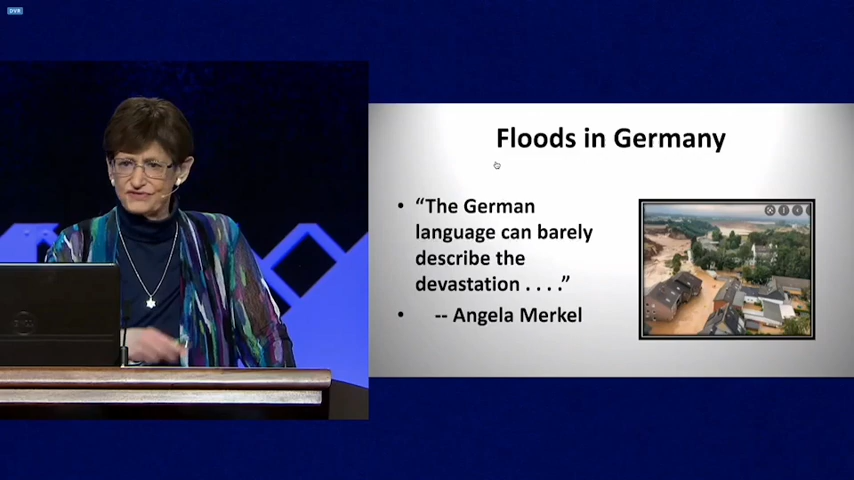 DVR
Floods in Germany
• “The German
language can barely
describe the
devastation . . . .”
• -- Angela Merkel